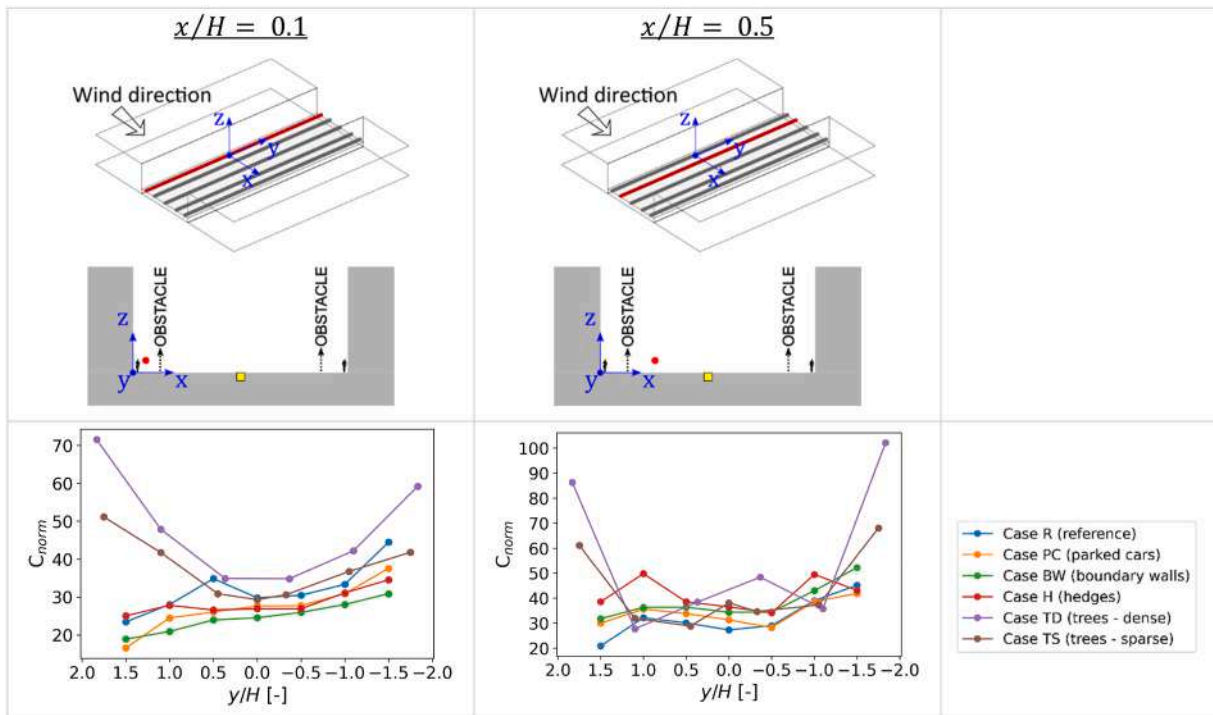 x/H = 0.1
x/H = 0.5
Wind direction
z
y
x
Wind direction
z
y
x
OBSTACLE
OBSTACLE
z
y
x
OBSTACLE
OBSTACLE
z
y
x
70
60
50
40
30
20
C_norm
2.0 1.5 1.0 0.5 0.0 −0.5 −1.0 −1.5 −2.0
y/H [-]
100
90
80
70
60
50
40
30
20
C_norm
2.0 1.5 1.0 0.5 0.0 −0.5 −1.0 −1.5 −2.0
y/H [-]
Case R (reference)
Case PC (parked cars)
Case BW (boundary walls)
Case H (hedges)
Case TD (trees - dense)
Case TS (trees - sparse)